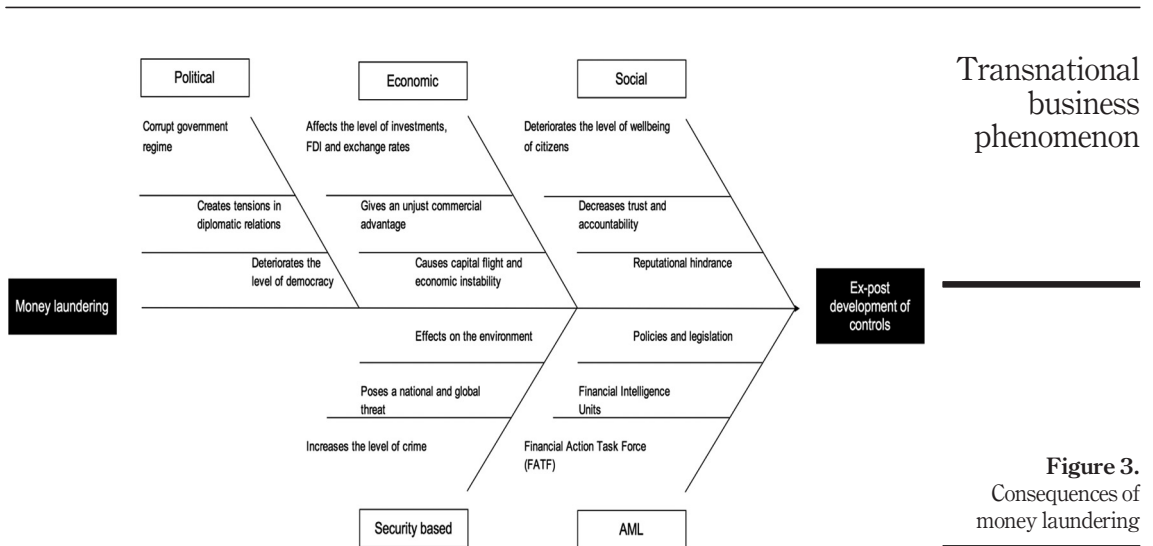 Transnational
business
phenomenon
Political
Economic
Social
Corrupt government
regime
Affects the level of investments,
FDI and exchange rates
Deteriorates the level of wellbeing
of citizens
Creates tensions in
diplomatic relations
Gives an unjust commercial
advantage
Decreases trust and
accountability
Deteriorates the
level of democracy
Causes capital flight and
economic instability
Reputational hindrance
Money laundering
Ex-post
development of
controls
Effects on the environment
Policies and legislation
Poses a national and global
threat
Financial Intelligence
Units
Increases the level of crime
Financial Action Task Force
(FATF)
Security based
AML
Figure 3.
Consequences of
money laundering